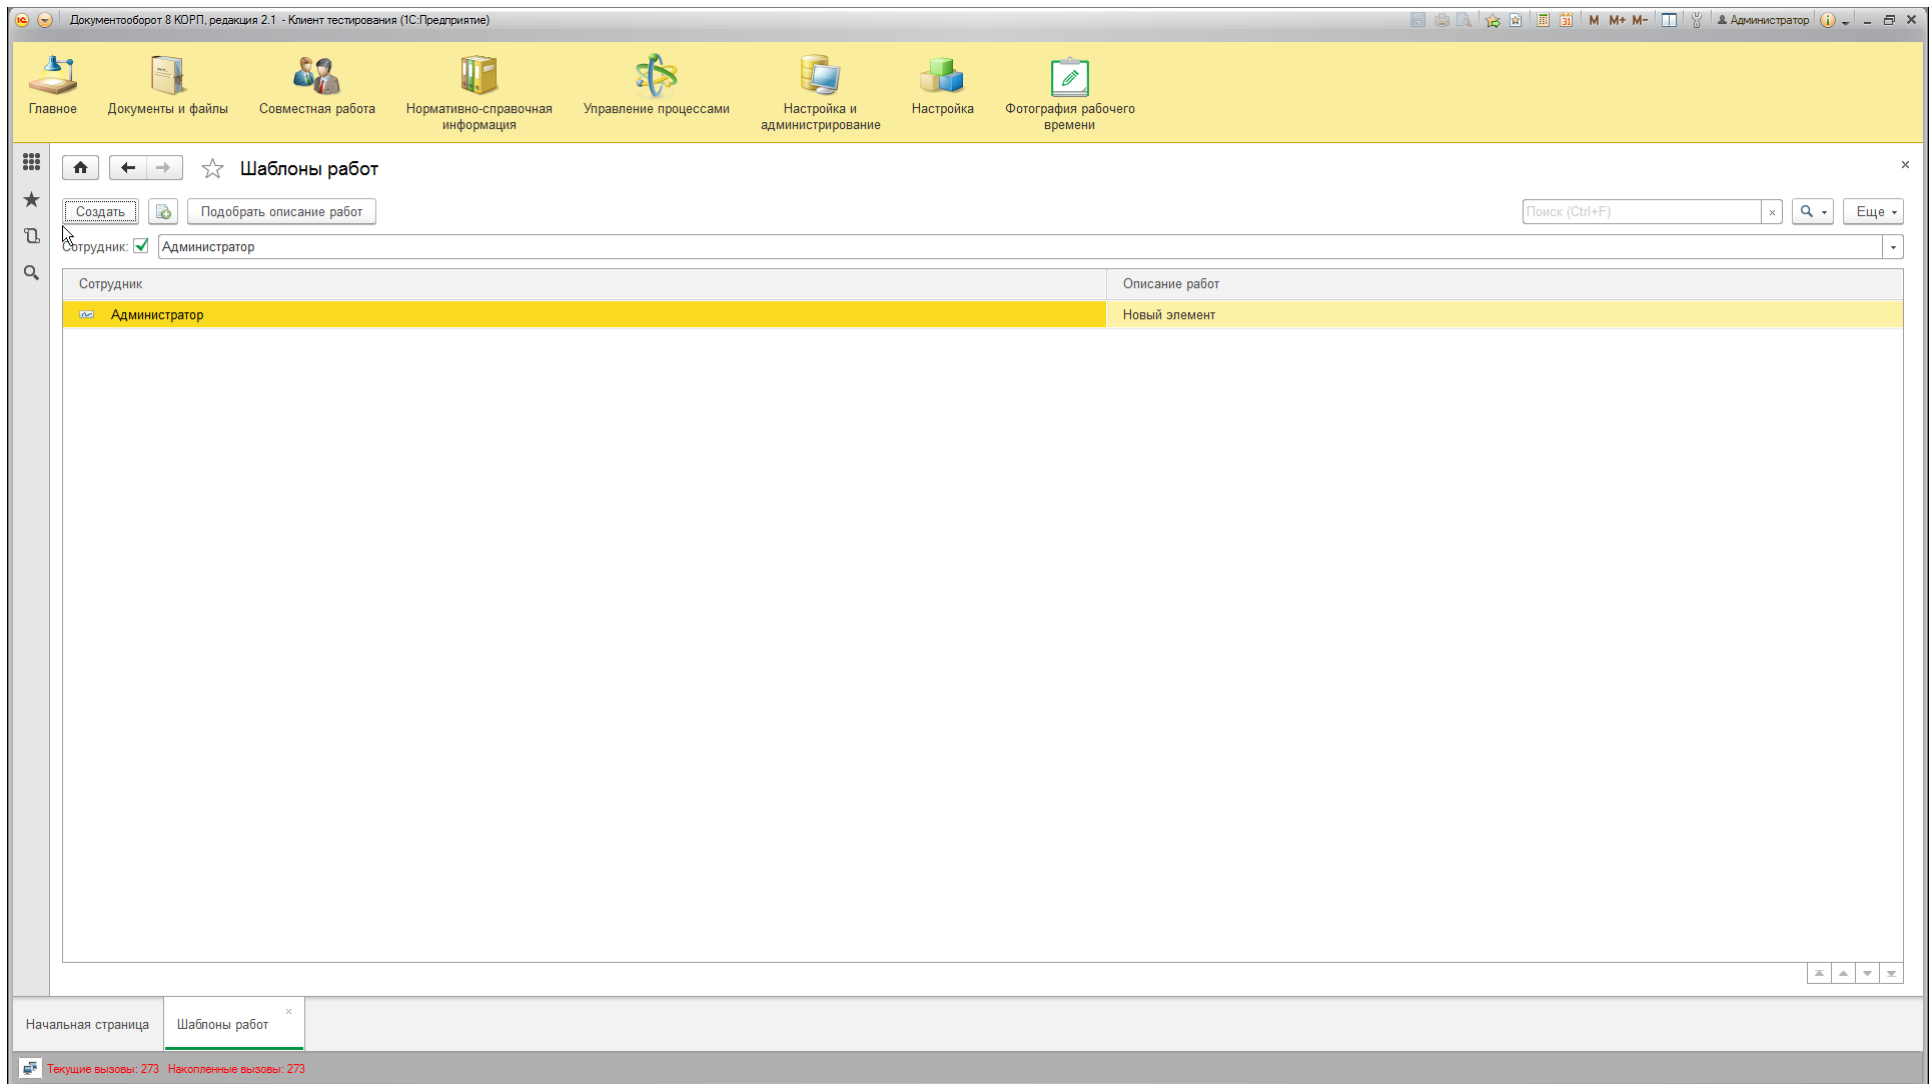 Документооборот 8 КОРП, редакция 2.1 - Клиент тестирования (1С:Предприятие)
31 M M+ M- Администратор
Главное
Документы и файлы
Совместная работа
Нормативно-справочная
информация
Управление процессами
Настройка и
администрирование
Настройка
Фотография рабочего
времени
Шаблоны работ
Создать
Подобрать описание работ
Поиск (Ctrl+F)
Еще
Сотрудник: Администратор
Сотрудник Описание работ
Администратор Новый элемент
Начальная страница
Шаблоны работ
Текущие вызовы: 273 Накопленные вызовы: 273